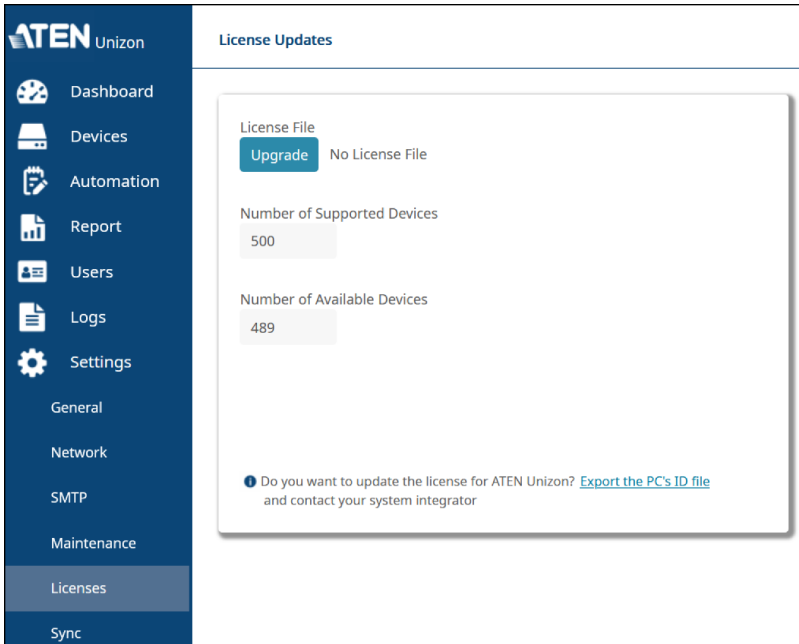 ATEN Unizon
Dashboard
Devices
Automation
Report
Users
Logs
Settings
General
Network
SMTP
Maintenance
Licenses
Sync
License Updates
License File
Upgrade No License File
Number of Supported Devices
500
Number of Available Devices
489
Do you want to update the license for ATEN Unizon? Export the PC's ID file
and contact your system integrator